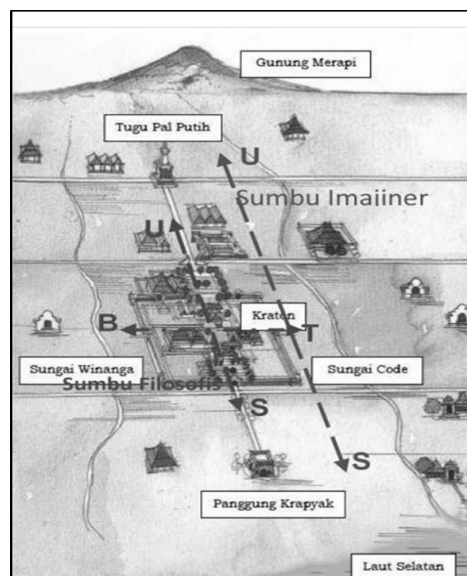 Gunung Merapi
Tugu Pal Putih
U
Sumbu Imajiner
U
Kraton
B
T
Sungai Winanga
Sungai Code
Sumbu Filosofis
S
S
Panggung Krapyak
Laut Selatan